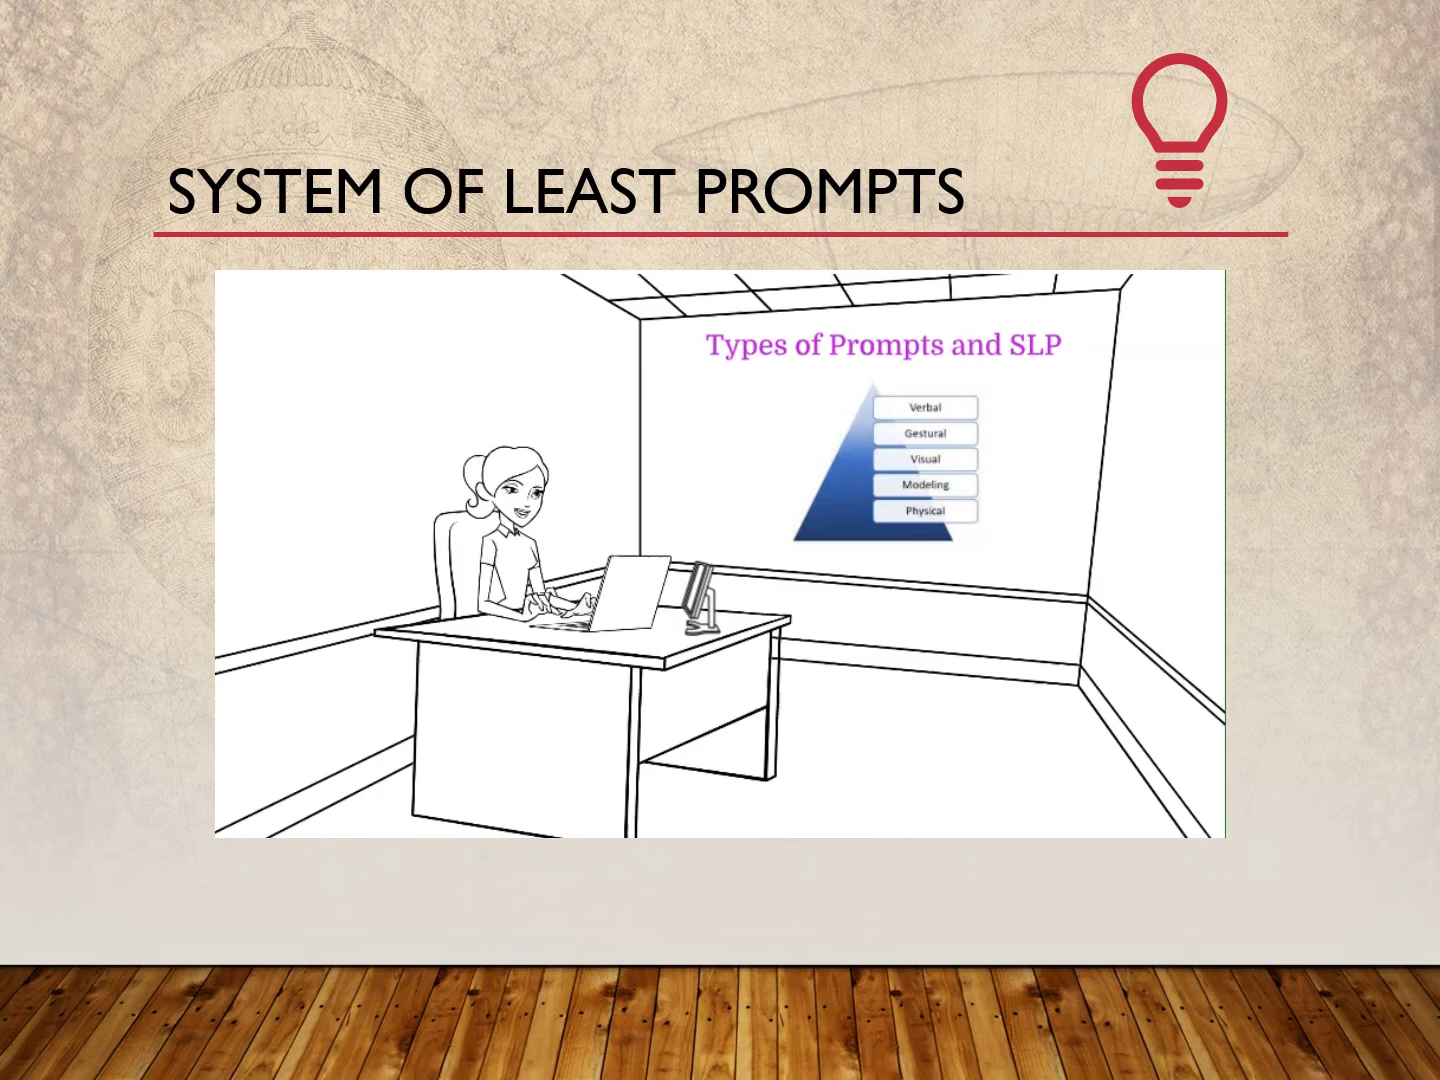 SYSTEM OF LEAST PROMPTS
Types of Prompts and SLP
Verbal
Gestural
Visual
Modeling
Physical